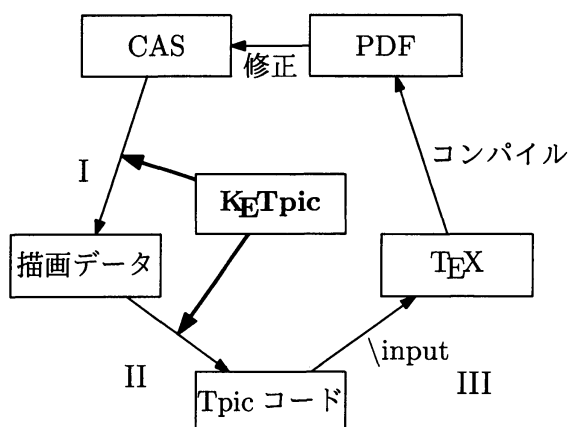 CAS
PDF
修正
コンパイル
I
KETpic
描画データ
TEX
\input
II
III
Tpic コード